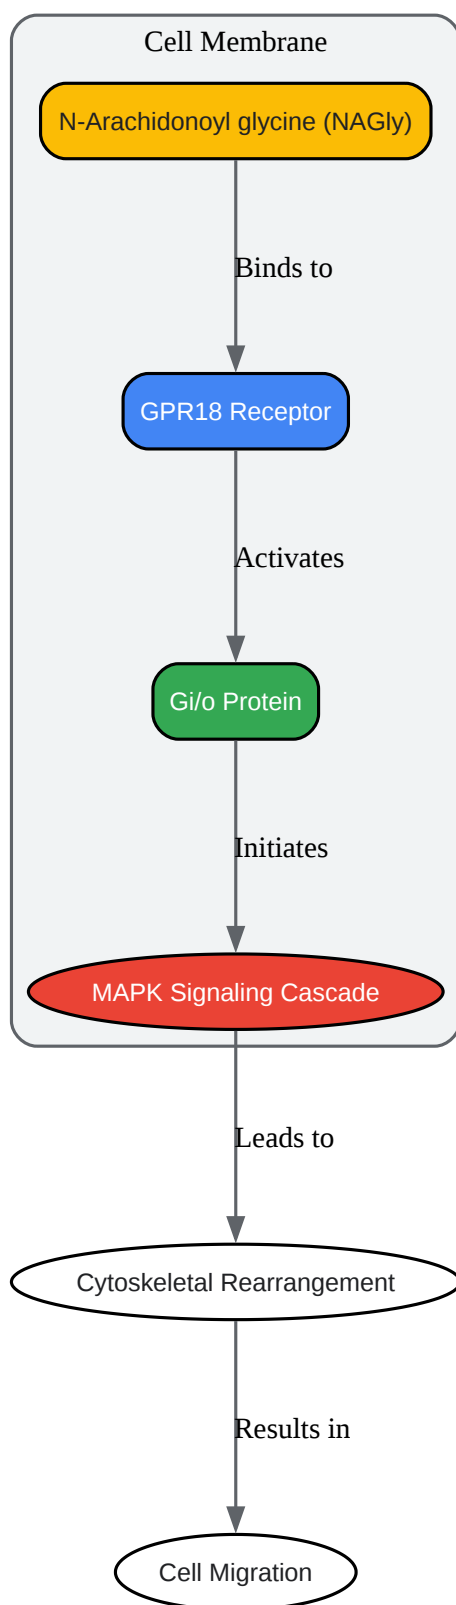 Cell Membrane
N-Arachidonoyl glycine (NAGly)
Binds to
GPR18 Receptor
Activates
Gi/o Protein
Initiates
MAPK Signaling Cascade
Leads to
Cytoskeletal Rearrangement
Results in
Cell Migration